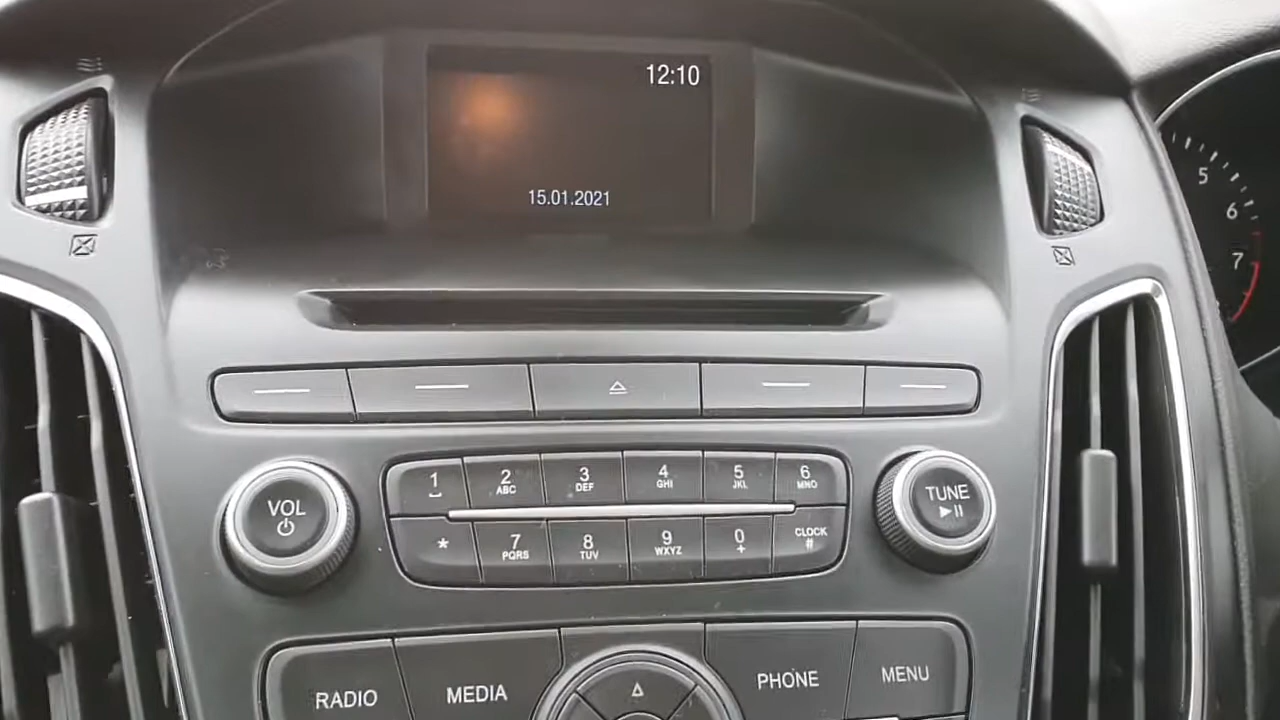 12:10
15.01.2021
5
6
7
VOL
1
2
ABC
3
DEF
4
GHI
5
JKL
6
MNO
*
7
PQRS
8
TUV
9
WXYZ
0
+
CLOCK
#
TUNE
RADIO
MEDIA
PHONE
MENU